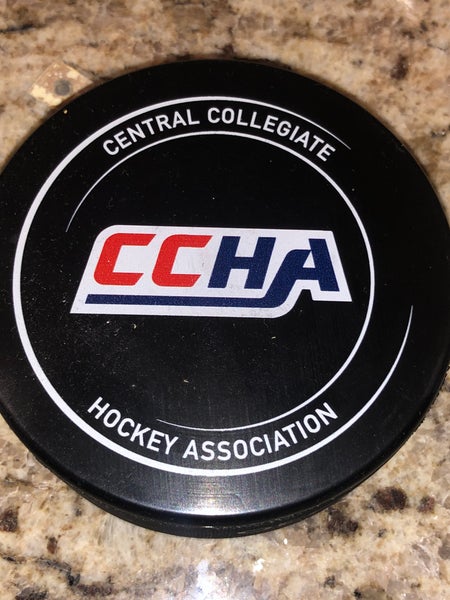 CENTRAL COLLEGIATE
CCHA
HOCKEY ASSOCIATION